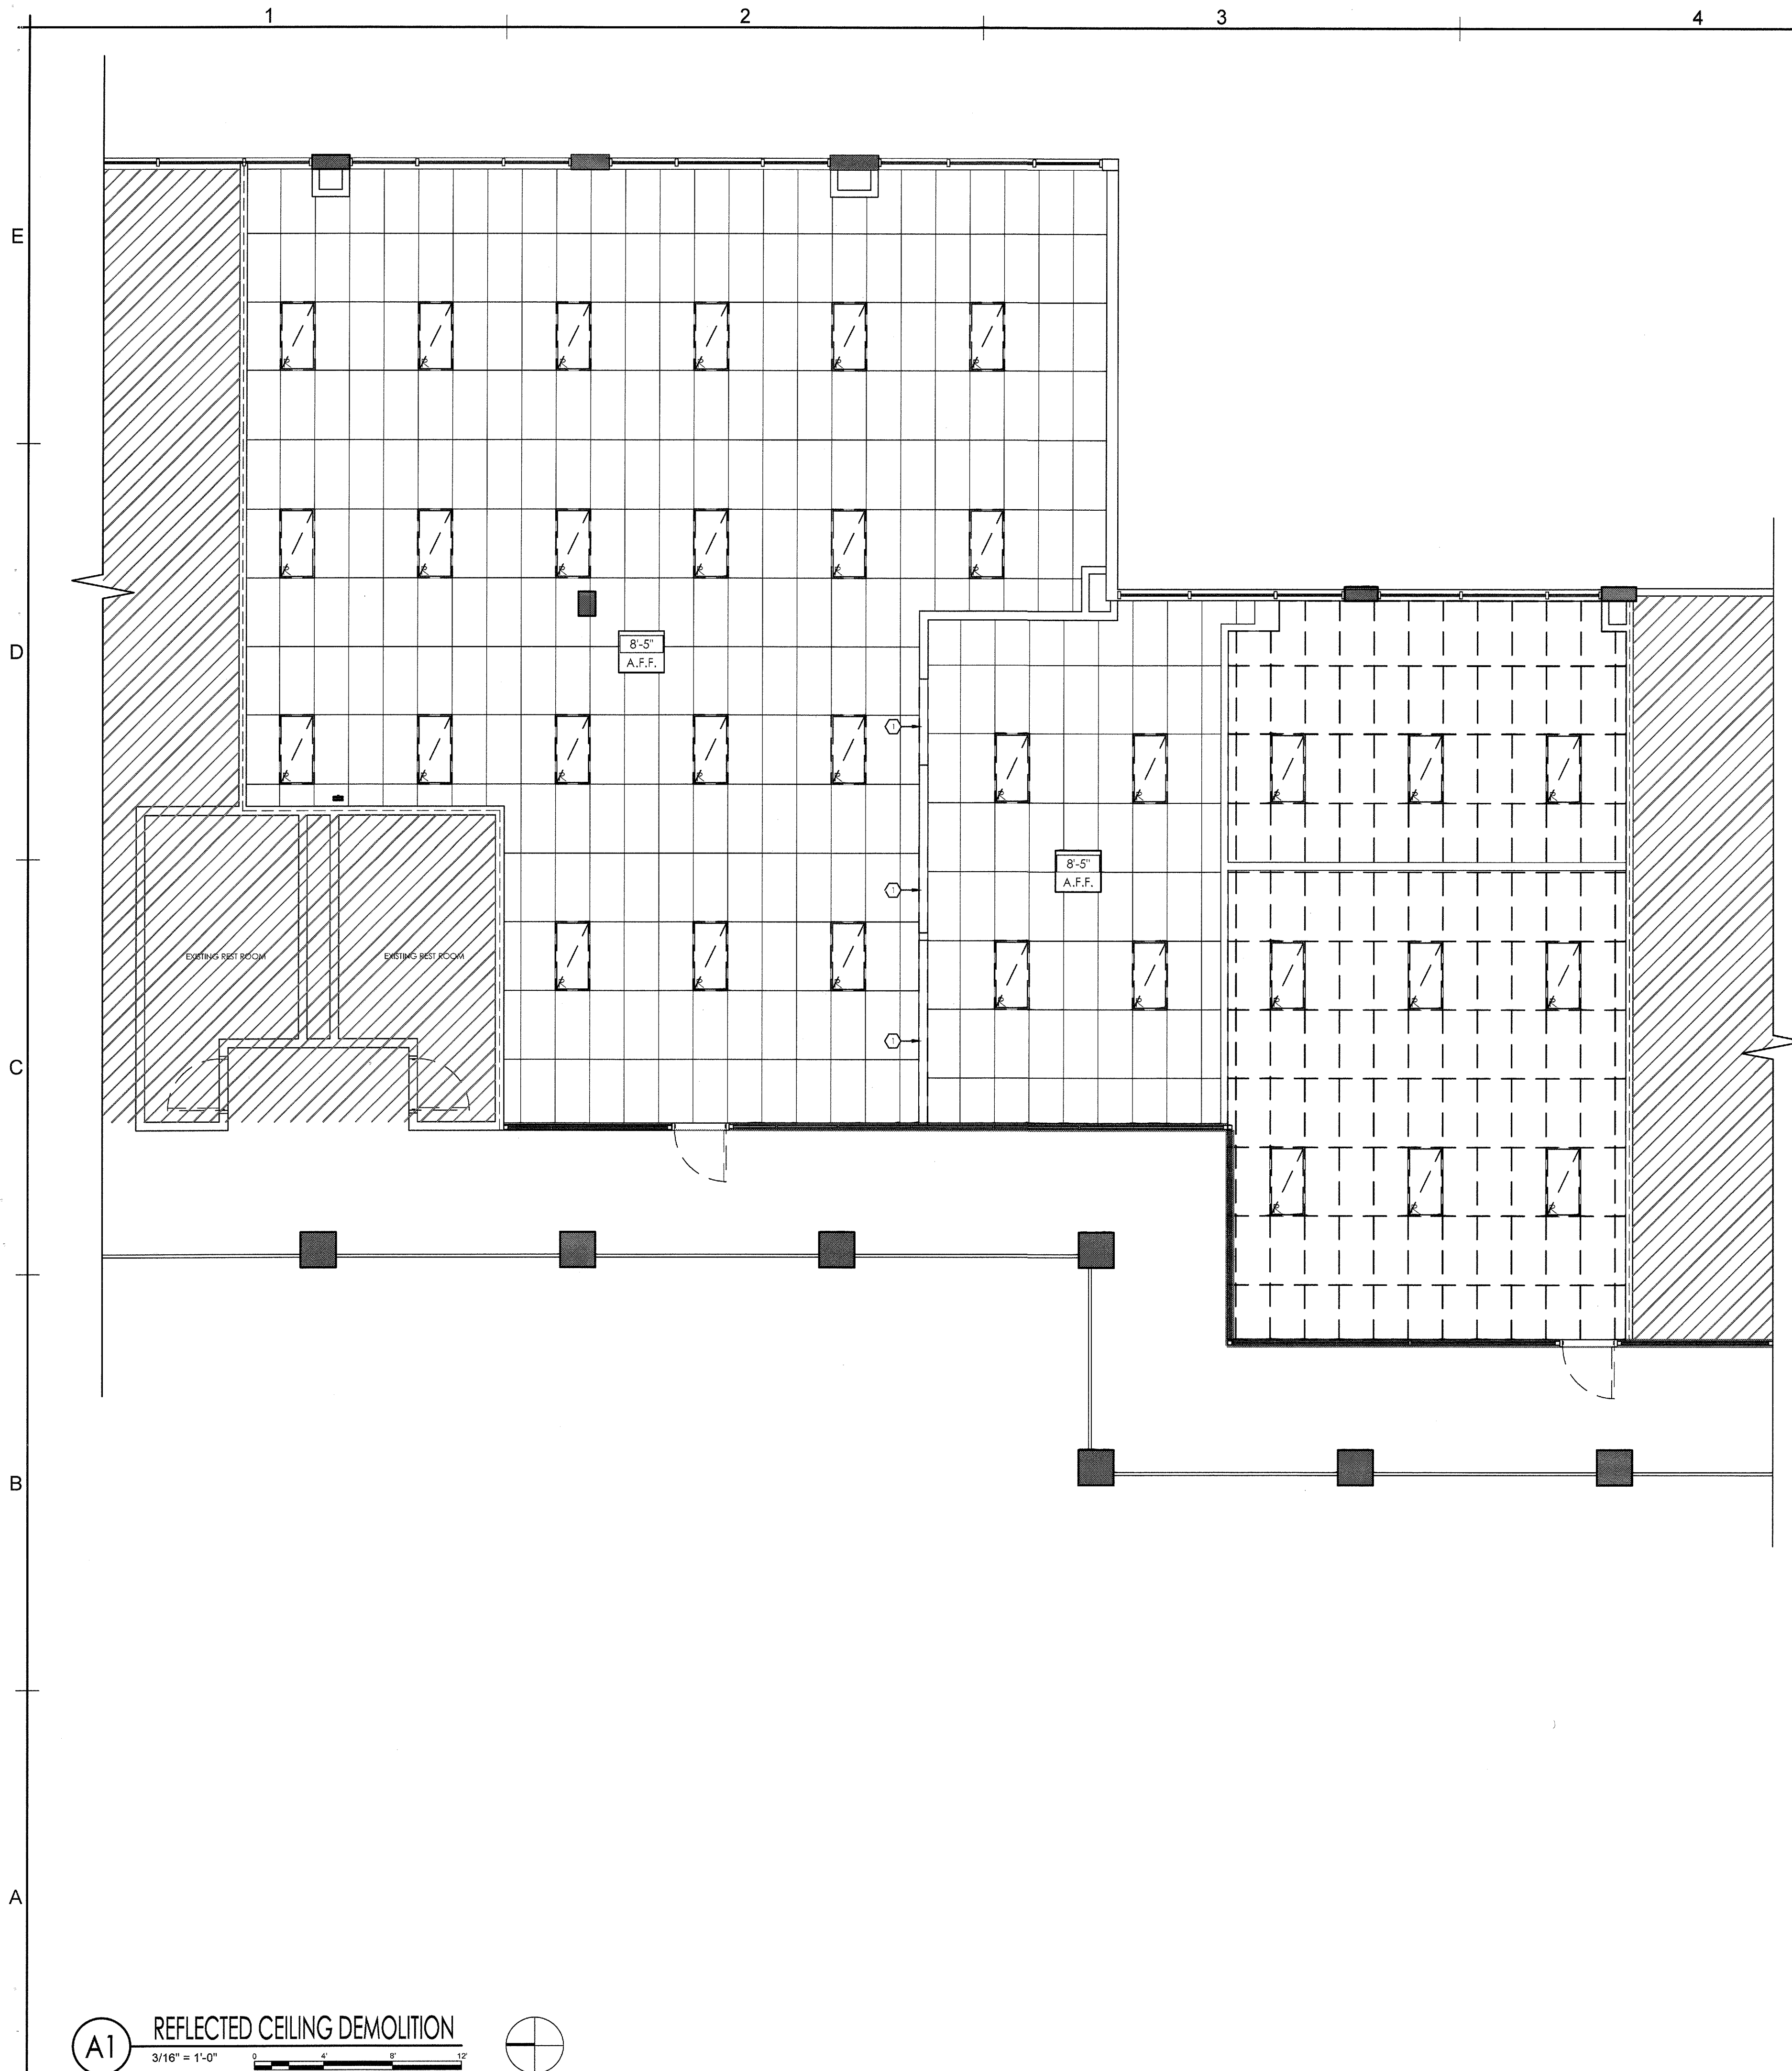 1 2 3 4
E
D
8'-5"
A.F.F.
1
8'-5"
A.F.F.
1
EXISTING REST ROOM EXISTING REST ROOM
1
C
B
A
A1 REFLECTED CEILING DEMOLITION
3/16" = 1'-0" 0 4' 8' 12'